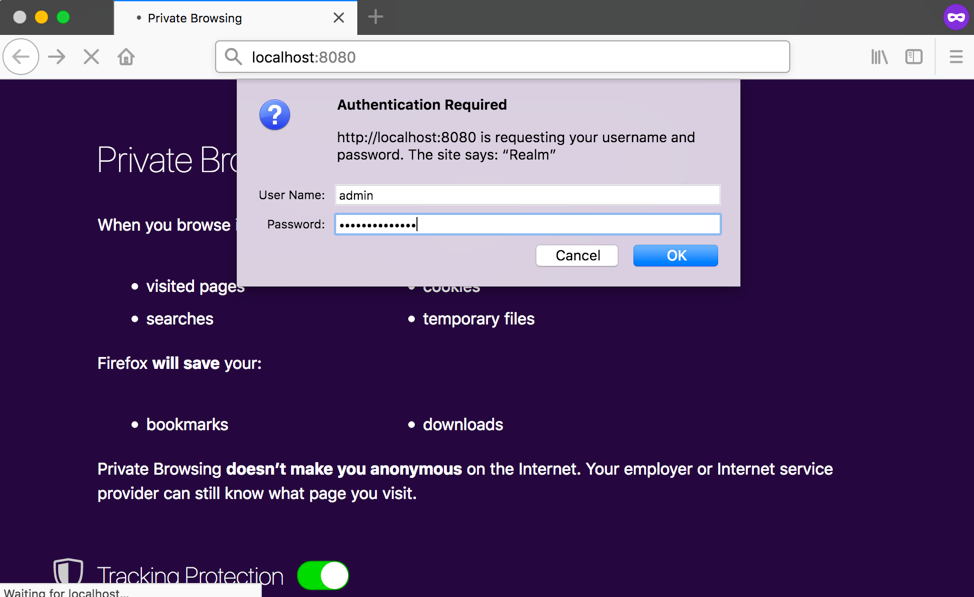 Private Browsing
localhost:8080
Authentication Required
http://localhost:8080 is requesting your username and
password. The site says: “Realm”
User Name: admin
Password: ••••••••••••••
Cancel OK
Private Bro
When you browse i
• visited pages • cookies
• searches • temporary files
Firefox will save your:
• bookmarks • downloads
Private Browsing doesn’t make you anonymous on the Internet. Your employer or Internet service
provider can still know what page you visit.
Tracking Protection
Waiting for localhost...